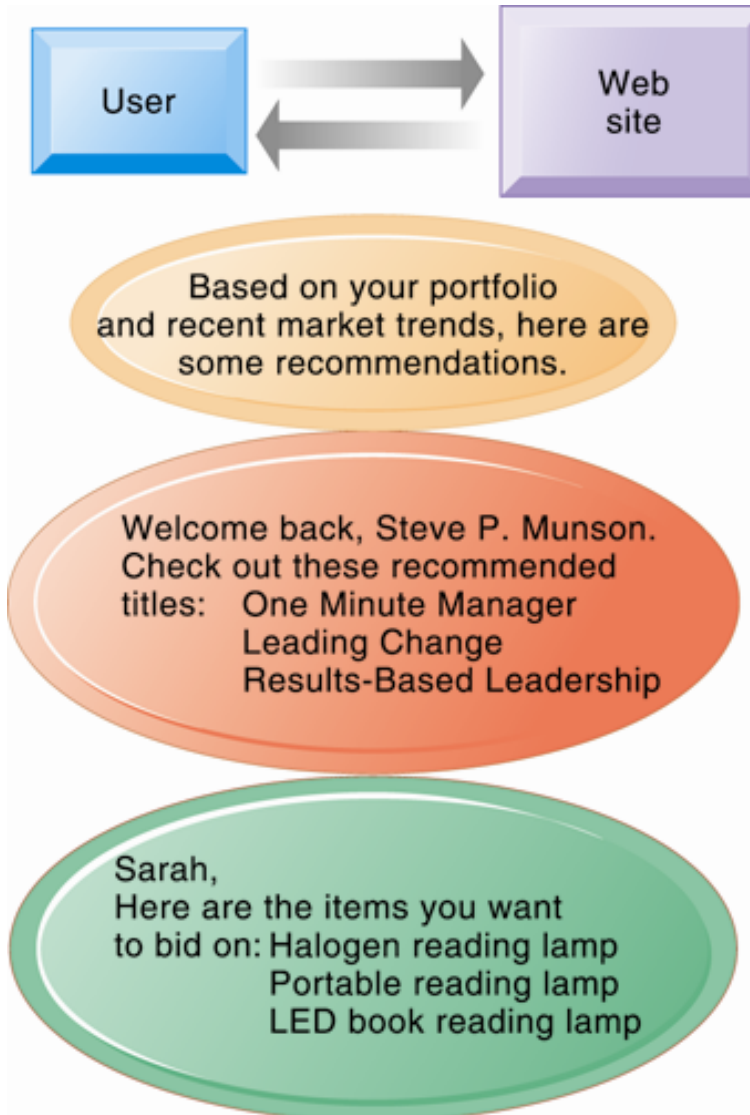 User
Web
site
Based on your portfolio
and recent market trends, here are
some recommendations.
Welcome back, Steve P. Munson.
Check out these recommended
titles: One Minute Manager
Leading Change
Results-Based Leadership
Sarah,
Here are the items you want
to bid on: Halogen reading lamp
Portable reading lamp
LED book reading lamp